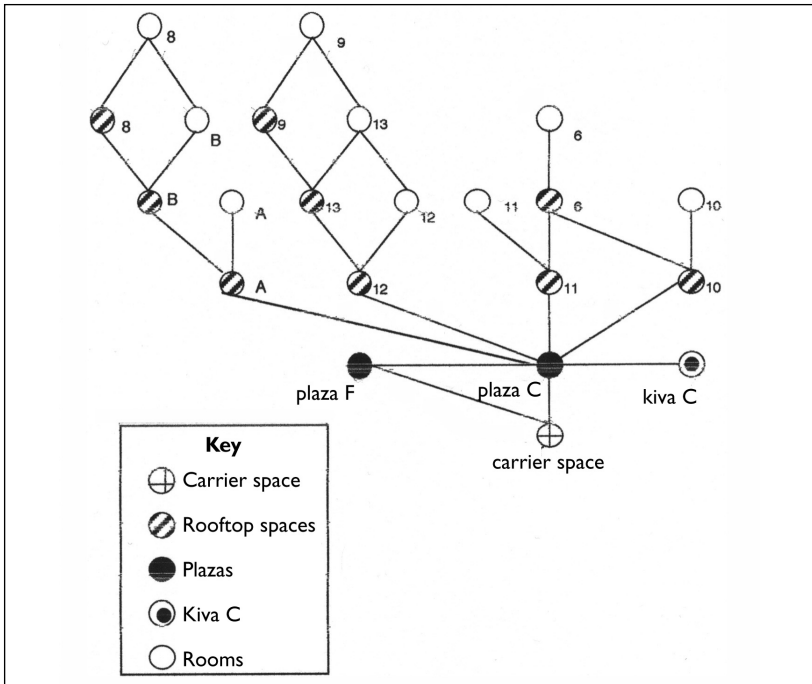 8
9
8
B
9
13
6
B
A
13
12
11
6
10
A
12
11
10
plaza F
plaza C
kiva C
carrier space
Key
Carrier space
Rooftop spaces
Plazas
Kiva C
Rooms